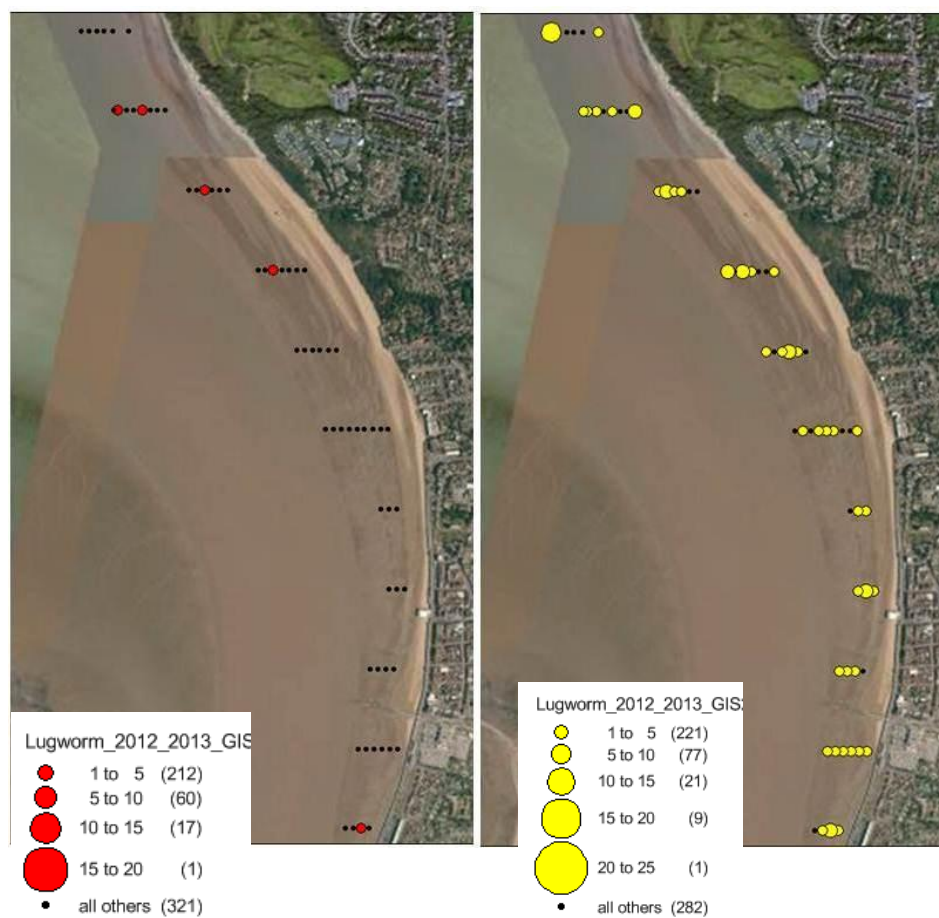 Lugworm_2012_2013_GIS
1 to 5 (212)
5 to 10 (60)
10 to 15 (17)
15 to 20 (1)
all others (321)
Lugworm_2012_2013_GIS
1 to 5 (221)
5 to 10 (77)
10 to 15 (21)
15 to 20 (9)
20 to 25 (1)
all others (282)